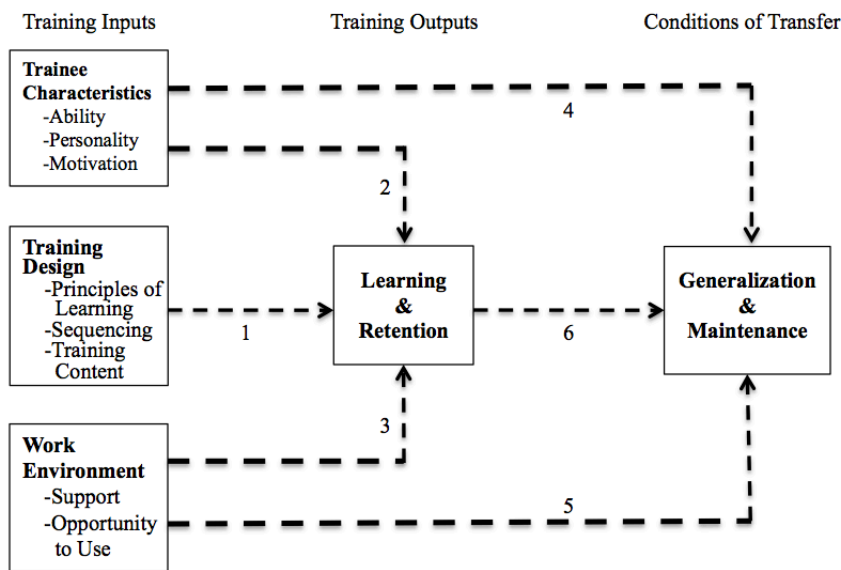 Training Inputs
Training Outputs
Conditions of Transfer
Trainee
Characteristics
-Ability
-Personality
-Motivation
4
2
Training
Design
-Principles of
Learning
-Sequencing
-Training
Content
1
Learning
&
Retention
6
Generalization
&
Maintenance
3
Work
Environment
-Support
-Opportunity
to Use
5